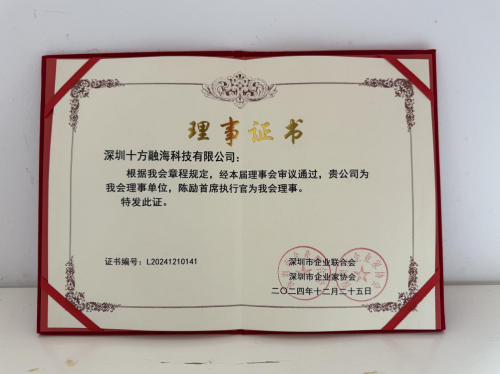 理事证书
深圳十方融海科技有限公司：
根据我会章程规定，经本届理事会审议通过，贵公司为
我会理事单位，陈励首席执行官为我会理事。
特发此证。
证书编号：L20241210141
深圳市企业联合会
深圳市企业家协会
二〇二四年十二月二十五日